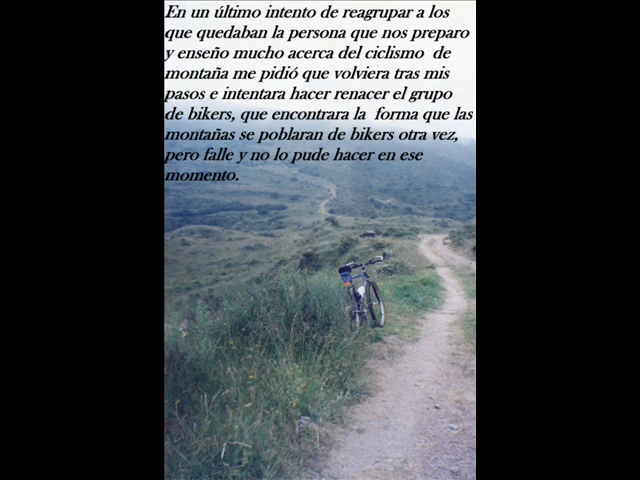 En un último intento de reagrupar a los
que quedaban la persona que nos preparo
y enseño mucho acerca del ciclismo de
montaña me pidió que volviera tras mis
pasos e intentara hacer renacer el grupo
de bikers, que encontrara la forma que las
montañas se poblaran de bikers otra vez,
pero falle y no lo pude hacer en ese
momento.